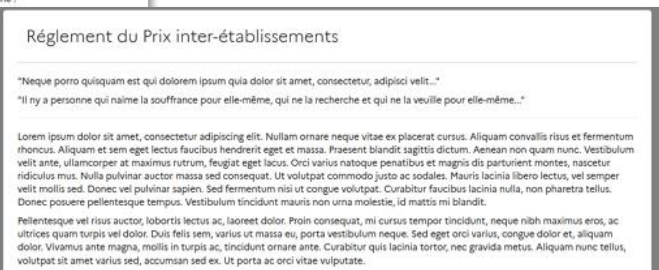 Réglement du Prix inter-établissements
"Neque porro quisquam est qui dolorem ipsum quia dolor sit amet, consectetur, adipisci velit..."
"Il ny a personne qui naime la souffrance pour elle-même, qui ne la recherche et qui ne la veuille pour elle-même..."
Lorem ipsum dolor sit amet, consectetur adipiscing elit. Nullam ornare neque vitae ex placerat cursus. Aliquam convallis risus et fermentum
rhoncus. Aliquam et sem eget lectus faucibus hendrerit eget et massa. Praesent blandit sagittis dictum. Aenean non quam nunc. Vestibulum
velit ante, ullamcorper at maximus rutrum, feugiat eget lacus. Orci varius natoque penatibus et magnis dis parturient montes, nascetur
ridiculus mus. Nulla pulvinar auctor massa sed consequat. Ut volutpat commodo justo ac sodales. Mauris lacinia libero lectus, vel semper
velit mollis sed. Donec vel pulvinar sapien. Sed fermentum nisi ut congue volutpat. Curabitur faucibus lacinia nulla, non pharetra tellus.
Donec posuere pellentesque tempus. Vestibulum tincidunt mauris non urna molestie, id mattis mi blandit.
Pellentesque vel risus auctor, lobortis lectus ac, laoreet dolor. Proin consequat, mi cursus tempor tincidunt, neque nibh maximus eros, ac
ultrices quam turpis vel dolor. Duis felis sem, varius ut massa eu, porta vestibulum neque. Sed eget orci varius, congue dolor et, aliquam
dolor. Vivamus ante magna, mollis in turpis ac, tincidunt ornare ante. Curabitur quis lacinia tortor, nec gravida metus. Aliquam nunc tellus,
volutpat sit amet varius sed, accumsan sed ex. Ut porta ac orci vitae vulputate.